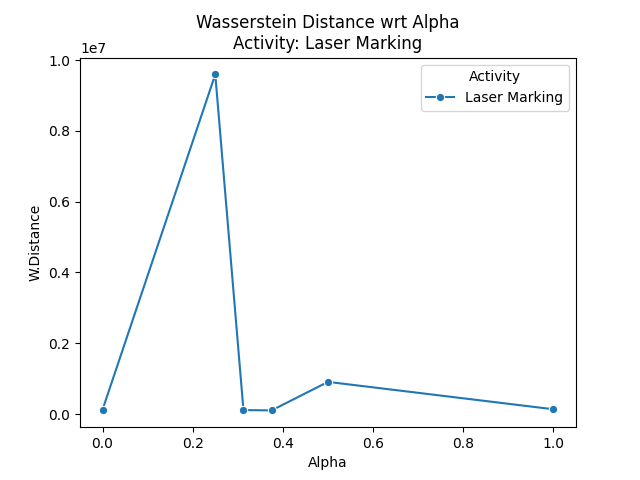 Wasserstein Distance wrt Alpha
Activity: Laser Marking
1e7
Activity
Laser Marking
1.0
0.8
0.6
0.4
0.2
0.0
W.Distance
0.0 0.2 0.4 0.6 0.8 1.0
Alpha